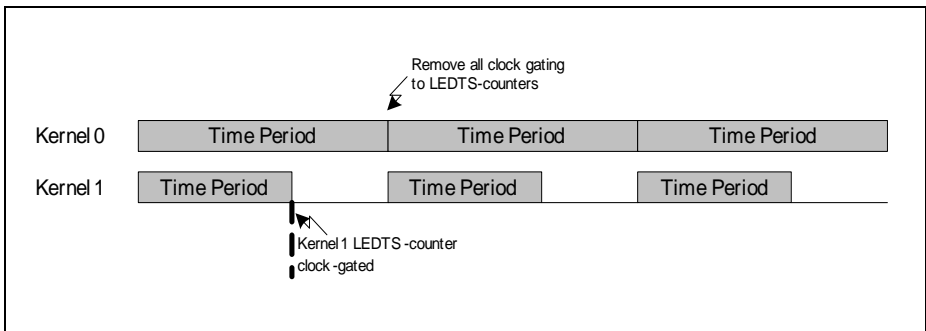 Remove all clock gating
to LEDTS-counters
Kernel 0
Time Period
Time Period
Time Period
Kernel 1
Time Period
Time Period
Time Period
Kernel 1 LEDTS -counter
clock -gated